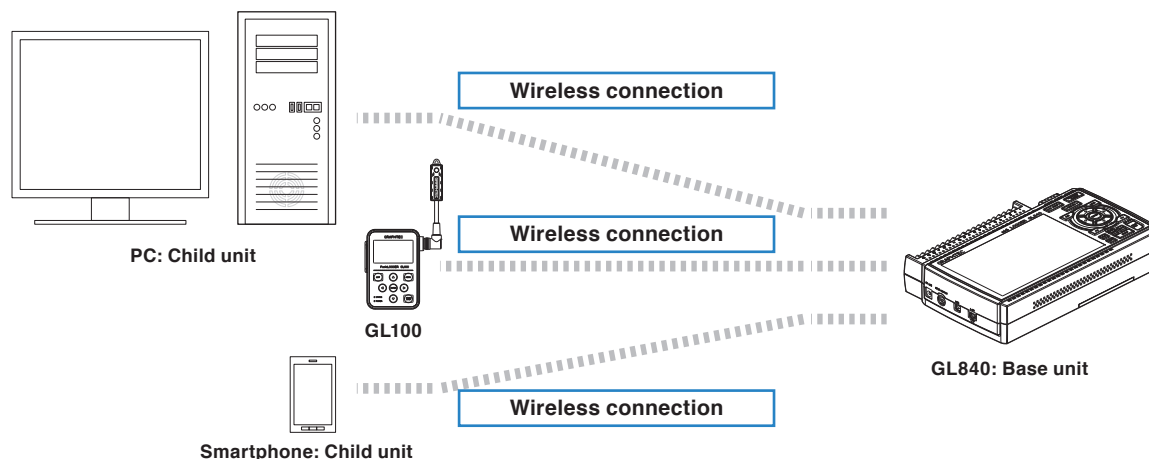 Wireless connection
PC: Child unit
Wireless connection
GL100
GL840: Base unit
Wireless connection
Smartphone: Child unit